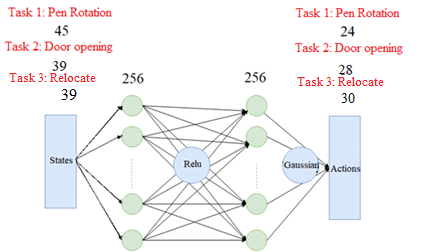 Task 1: Pen Rotation
45
Task 2: Door opening
39
Task 3: Relocate
39
256
256
Task 1: Pen Rotation
24
Task 2: Door opening
28
Task 3: Relocate
30
States
Relu
Gaussian
Actions